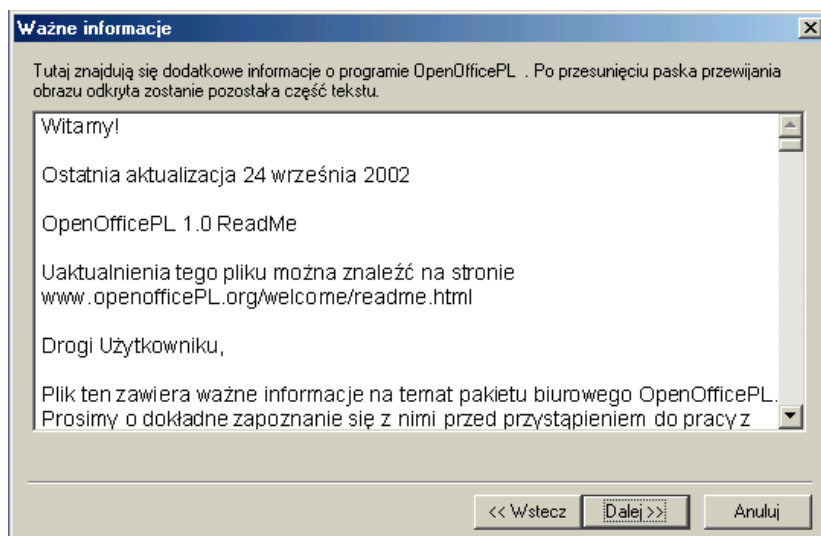 Ważne informacje
Tutaj znajdują się dodatkowe informacje o programie OpenOfficePL . Po przesunięciu paska przewijania
obrazu odkryta zostanie pozostała część tekstu.
Witamy!
Ostatnia aktualizacja 24 września 2002
OpenOfficePL 1.0 ReadMe
Uaktualnienia tego pliku można znaleźć na stronie
www.openofficePL.org/welcome/readme.html
Drogi Użytkowniku,
Plik ten zawiera ważne informacje na temat pakietu biurowego OpenOfficePL.
Prosimy o dokładne zapoznanie się z nimi przed przystąpieniem do pracy z
<< Wstecz Dalej >> Anuluj